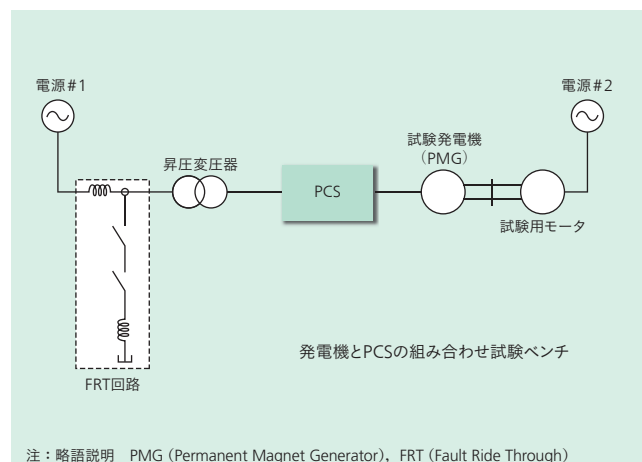 電源#1
電源#2
昇圧変圧器
試験発電機
（PMG）
PCS
試験用モータ
発電機とPCSの組み合わせ試験ベンチ
FRT回路
注：略語説明　PMG（Permanent Magnet Generator），FRT（Fault Ride Through）